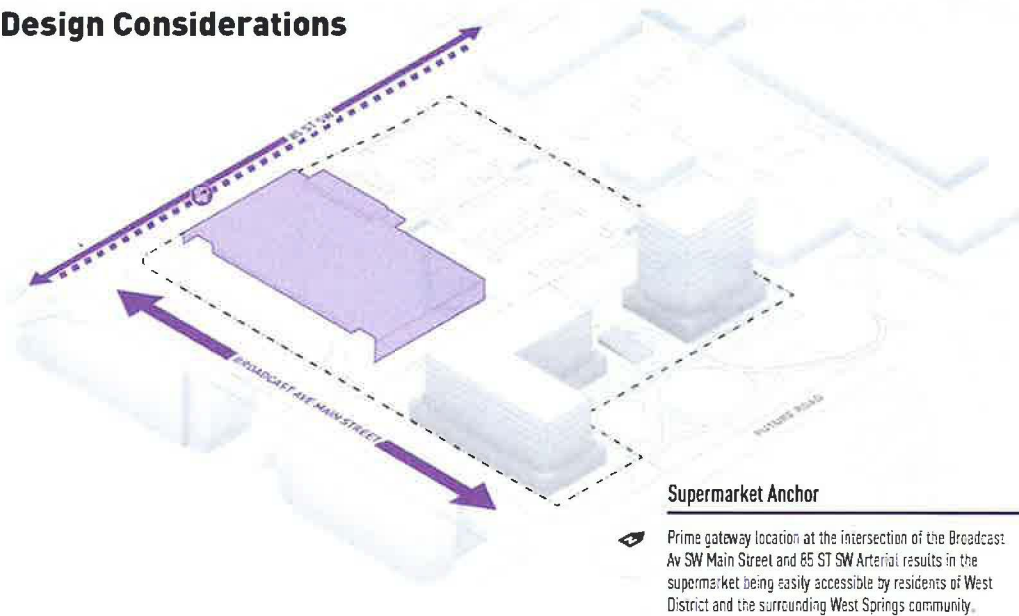 Design Considerations
85 ST SW
BROADCAST AVE MAIN STREET
FUTURE ROAD
Supermarket Anchor
Prime gateway location at the intersection of the Broadcast
Av SW Main Street and 85 ST SW Arterial results in the
supermarket being easily accessible by residents of West
District and the surrounding West Springs community.